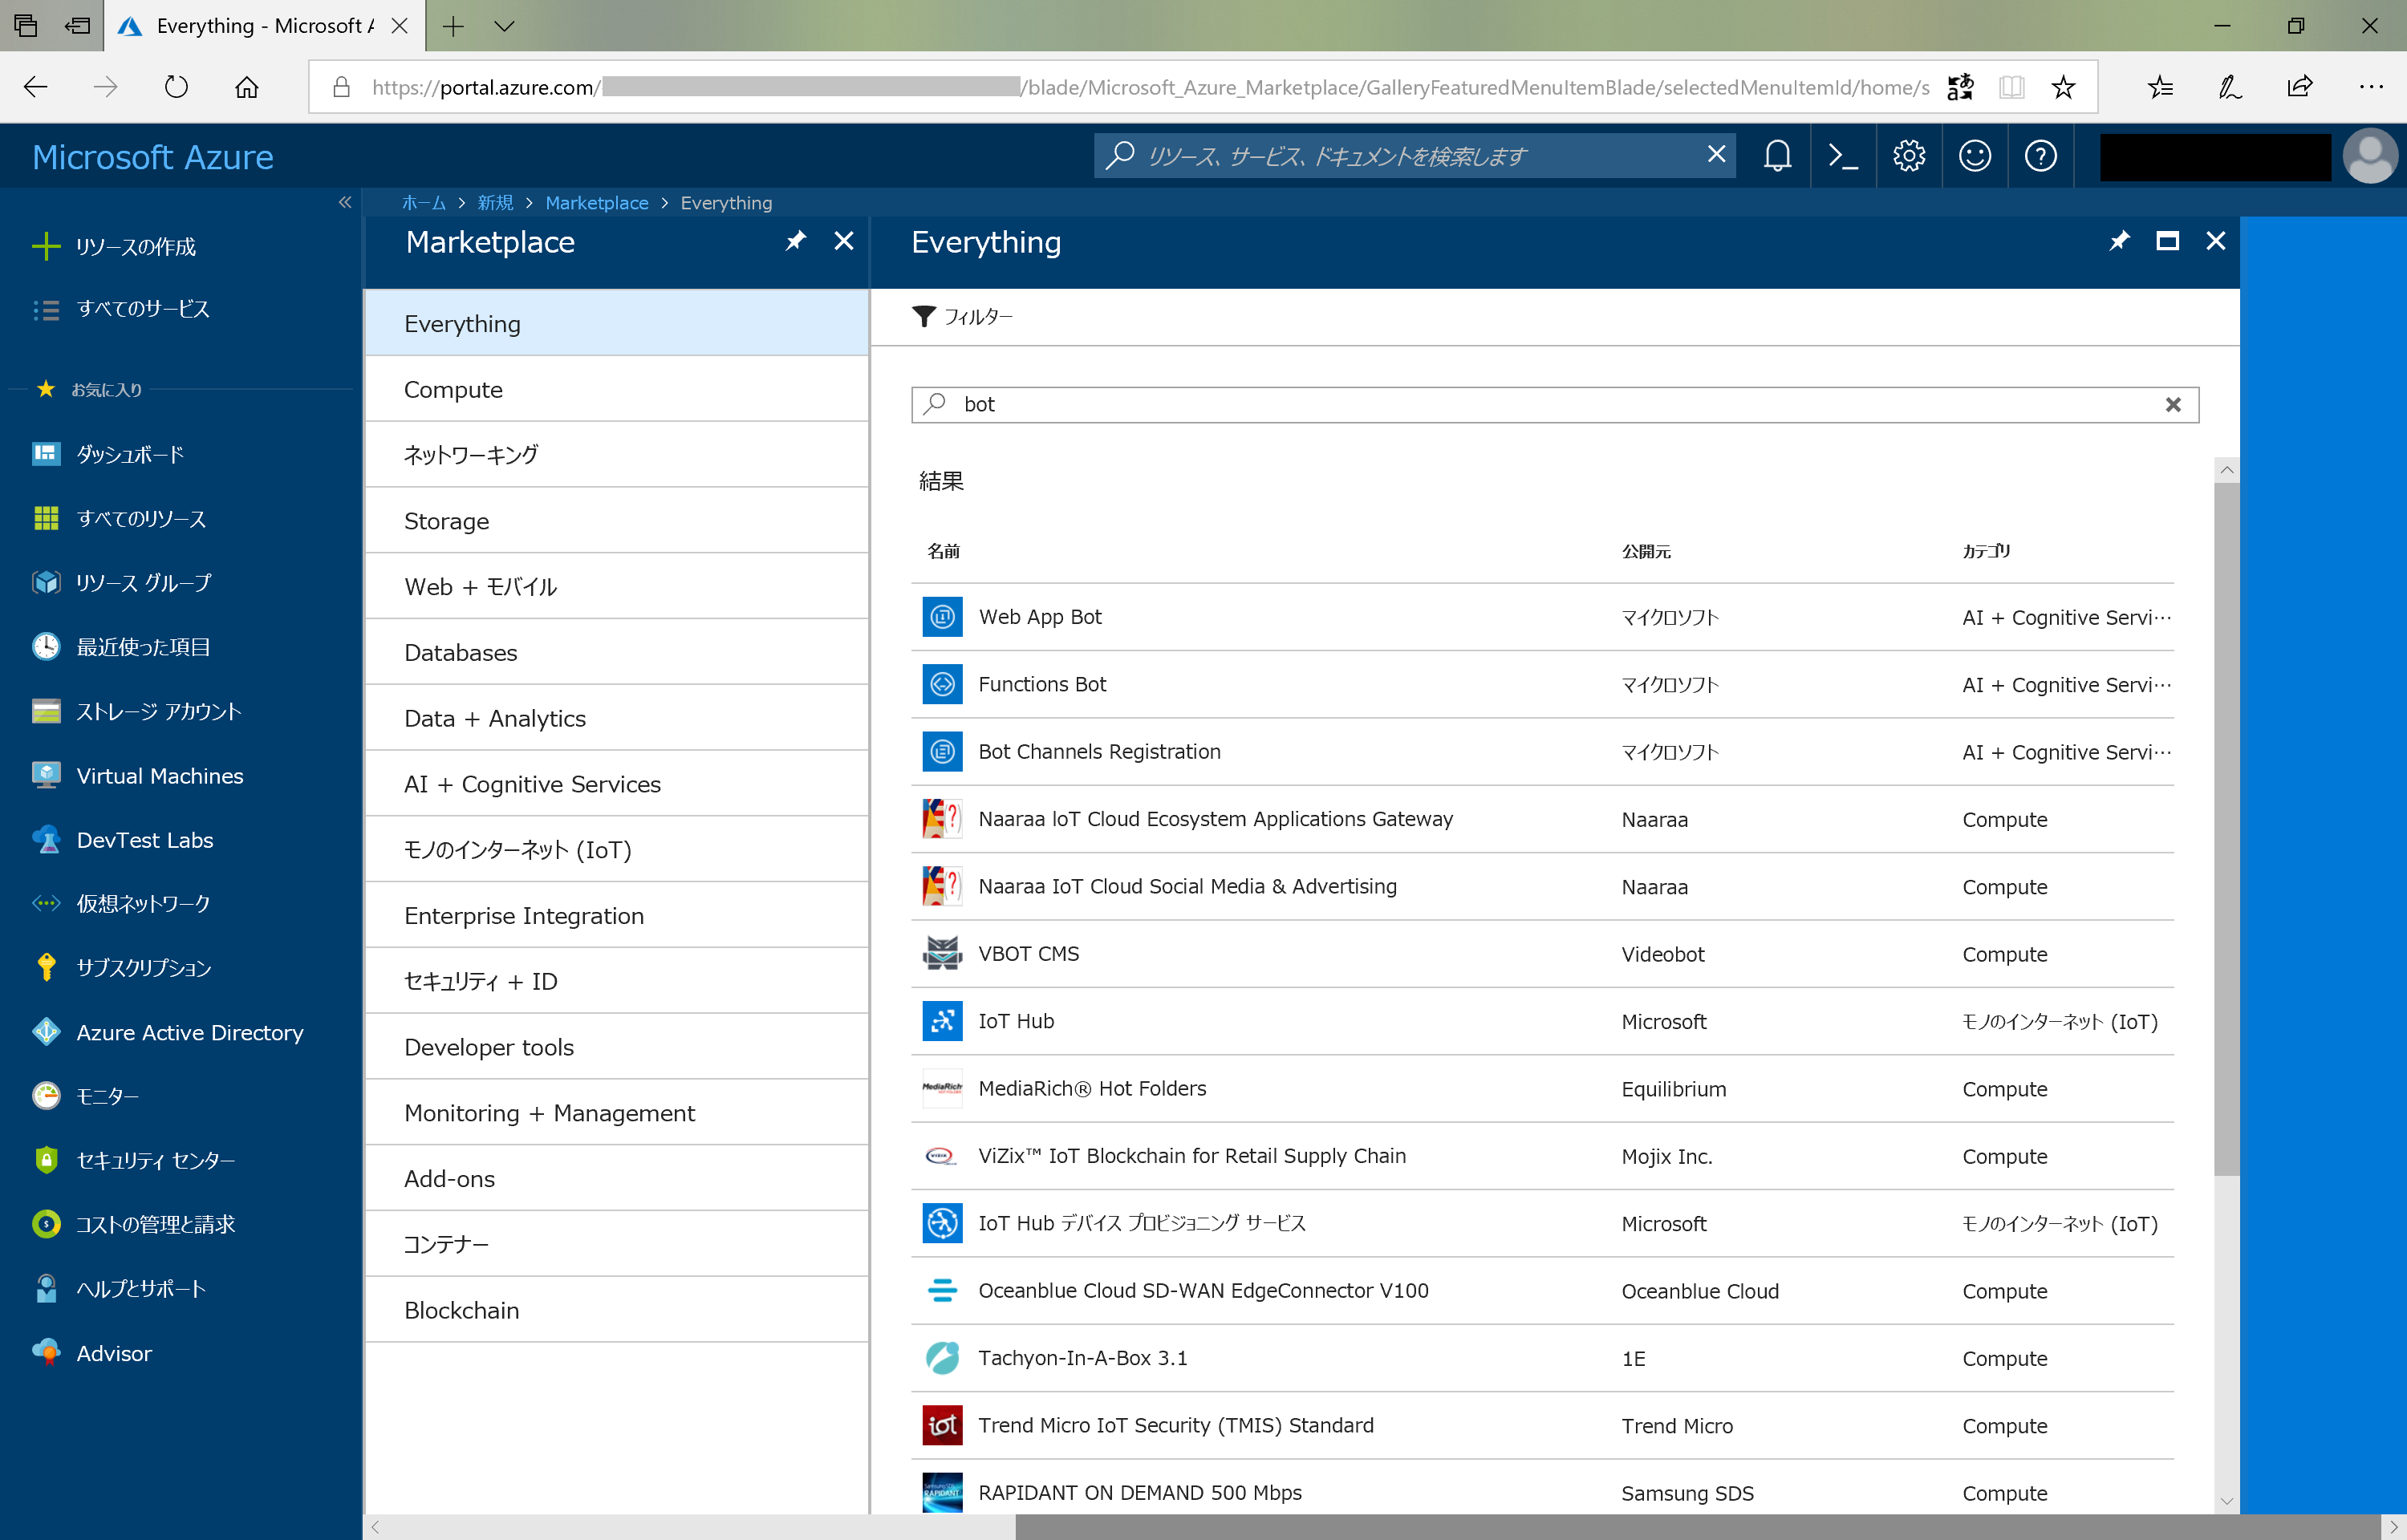 Everything - Microsoft A
https://portal.azure.com/
/blade/Microsoft_Azure_Marketplace/GalleryFeaturedMenuItemBlade/selectedMenuItemId/home/s
Microsoft Azure
リソース、サービス、ドキュメントを検索します
ホーム > 新規 > Marketplace > Everything
リソースの作成
すべてのサービス
お気に入り
ダッシュボード
すべてのリソース
リソース グループ
最近使った項目
ストレージ アカウント
Virtual Machines
DevTest Labs
仮想ネットワーク
サブスクリプション
Azure Active Directory
モニター
セキュリティ センター
コストの管理と請求
ヘルプとサポート
Advisor
Marketplace
Everything
Compute
ネットワーキング
Storage
Web + モバイル
Databases
Data + Analytics
AI + Cognitive Services
モノのインターネット (IoT)
Enterprise Integration
セキュリティ + ID
Developer tools
Monitoring + Management
Add-ons
コンテナー
Blockchain
Everything
フィルター
bot
結果
名前 公開元 カテゴリ
Web App Bot マイクロソフト AI + Cognitive Servi…
Functions Bot マイクロソフト AI + Cognitive Servi…
Bot Channels Registration マイクロソフト AI + Cognitive Servi…
Naaraa loT Cloud Ecosystem Applications Gateway Naaraa Compute
Naaraa IoT Cloud Social Media & Advertising Naaraa Compute
VBOT CMS Videobot Compute
IoT Hub Microsoft モノのインターネット (IoT)
MediaRich® Hot Folders Equilibrium Compute
ViZix™ IoT Blockchain for Retail Supply Chain Mojix Inc. Compute
IoT Hub デバイス プロビジョニング サービス Microsoft モノのインターネット (IoT)
Oceanblue Cloud SD-WAN EdgeConnector V100 Oceanblue Cloud Compute
Tachyon-In-A-Box 3.1 1E Compute
iot Trend Micro IoT Security (TMIS) Standard Trend Micro Compute
RAPIDANT ON DEMAND 500 Mbps Samsung SDS Compute